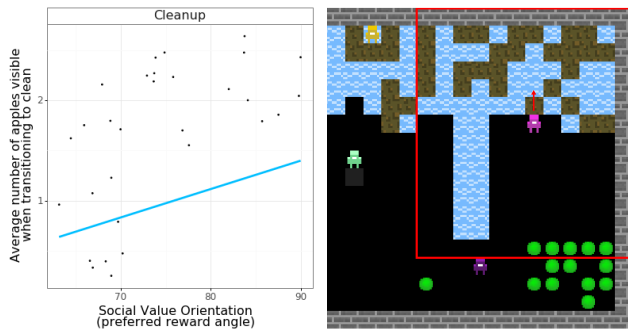 Cleanup
Average number of apples visible
when transitioning to clean
2
1
70
80
90
Social Value Orientation
(preferred reward angle)